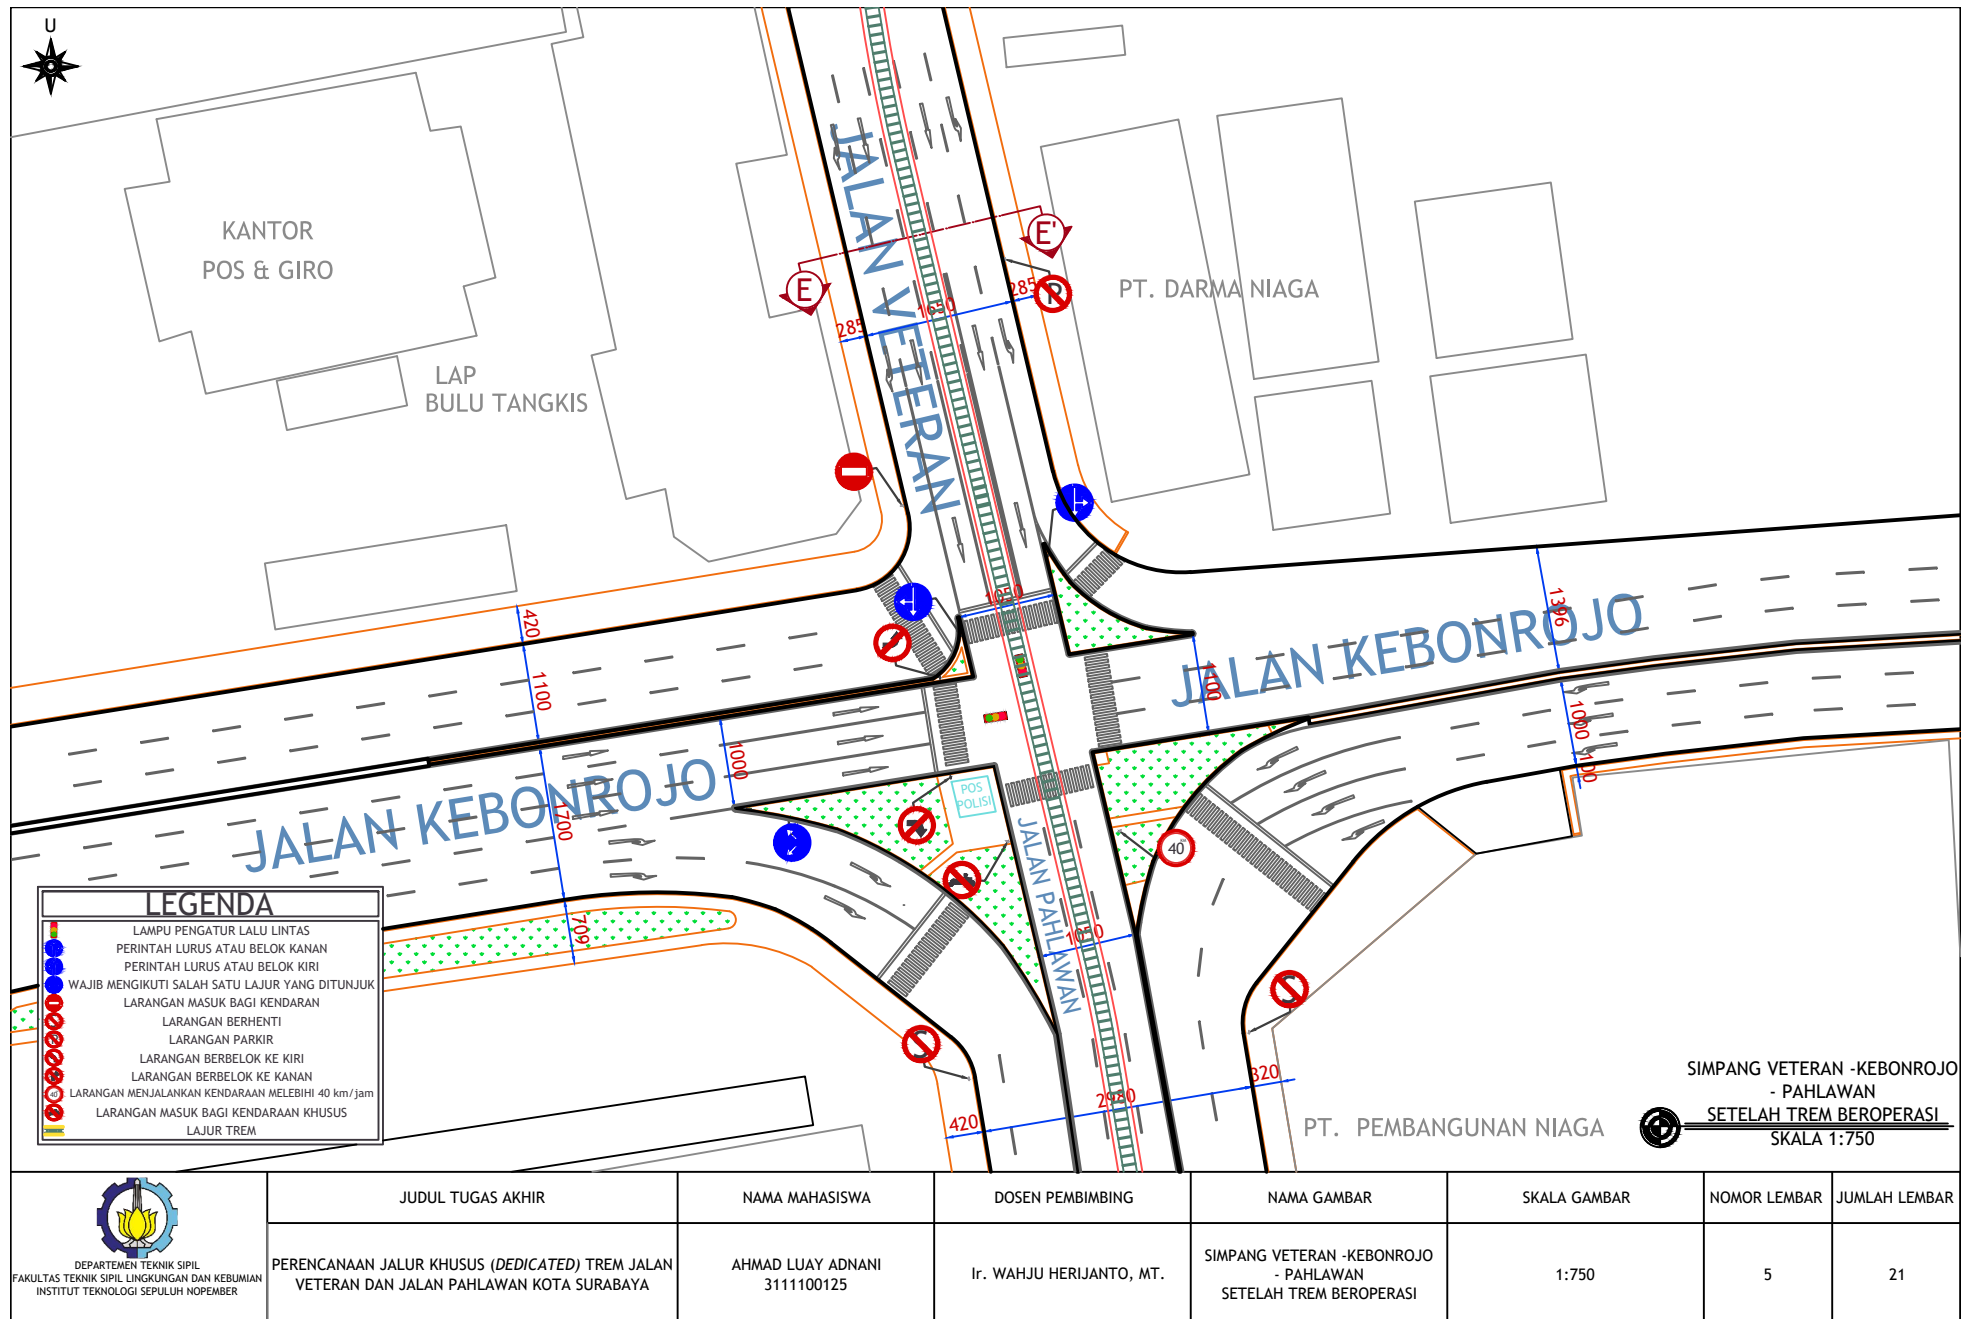 U
KANTOR
POS & GIRO
LAP
BULU TANGKIS
JALAN VETERAN
E
E'
P
PT. DARMA NIAGA
285
1650
285
1050
420
1100
1000
1700
709
1396
1100
1000
100
JALAN KEBONROJO
JALAN KEBONROJO
POS
POLISI
JALAN PAHLAWAN
40
1050
S
S
2980
420
320
PT. PEMBANGUNAN NIAGA
LEGENDA
LAMPU PENGATUR LALU LINTAS
PERINTAH LURUS ATAU BELOK KANAN
PERINTAH LURUS ATAU BELOK KIRI
WAJIB MENGIKUTI SALAH SATU LAJUR YANG DITUNJUK
LARANGAN MASUK BAGI KENDARAN
LARANGAN BERHENTI
LARANGAN PARKIR
LARANGAN BERBELOK KE KIRI
LARANGAN BERBELOK KE KANAN
40 LARANGAN MENJALANKAN KENDARAAN MELEBIHI 40 km/jam
LARANGAN MASUK BAGI KENDARAAN KHUSUS
LAJUR TREM
SIMPANG VETERAN -KEBONROJO
- PAHLAWAN
SETELAH TREM BEROPERASI
SKALA 1:750
DEPARTEMEN TEKNIK SIPIL
FAKULTAS TEKNIK SIPIL LINGKUNGAN DAN KEBUMIAN
INSTITUT TEKNOLOGI SEPULUH NOPEMBER
JUDUL TUGAS AKHIR
PERENCANAAN JALUR KHUSUS (DEDICATED) TREM JALAN
VETERAN DAN JALAN PAHLAWAN KOTA SURABAYA
NAMA MAHASISWA
AHMAD LUAY ADNANI
3111100125
DOSEN PEMBIMBING
Ir. WAHJU HERIJANTO, MT.
NAMA GAMBAR
SIMPANG VETERAN -KEBONROJO
- PAHLAWAN
SETELAH TREM BEROPERASI
SKALA GAMBAR
1:750
NOMOR LEMBAR
5
JUMLAH LEMBAR
21